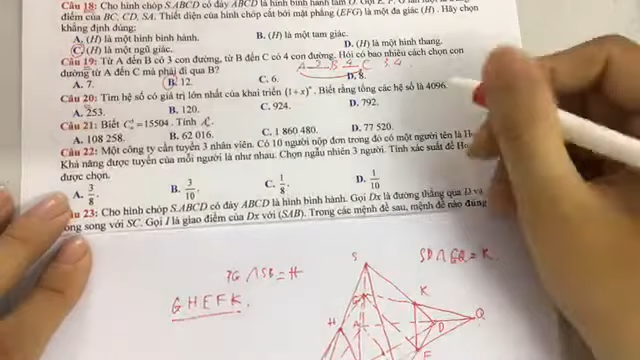 Câu 18: Cho hình chóp S.ABCD có đáy ABCD là hình bình hành tâm O. Gọi E, F, G lần lượt
điểm của BC, CD, SA. Thiết diện của hình chóp cắt bởi mặt phẳng (EFG) là một đa giác (H). Hãy chọn
khẳng định đúng:
A. (H) là một hình bình hành. B. (H) là một tam giác.
C. (H) là một ngũ giác. D. (H) là một hình thang.
Câu 19: Từ A đến B có 3 con đường, từ B đến C có 4 con đường. Hỏi có bao nhiêu cách chọn con
đường từ A đến C mà phải đi qua B? A 3 B 4 C 3.4
A. 7. B. 12. C. 6. D. 8.
Câu 20: Tìm hệ số có giá trị lớn nhất của khai triển (1+x)ⁿ. Biết rằng tổng các hệ số là 4096.
A. 253. B. 120. C. 924. D. 792.
Câu 21: Biết = 15504. Tính
A. 108 258. B. 62 016. C. 1 860 480. D. 77 520.
Câu 22: Một công ty cần tuyển 3 nhân viên. Có 10 người nộp đơn trong đó có một người tên là
Khả năng được tuyển của mỗi người là như nhau. Chọn ngẫu nhiên 3 người. Tính xác suất để
được chọn.
A. 3/8. B. 3/10. C. 1/8. D. 1/10
Câu 23: Cho hình chóp S.ABCD có đáy ABCD là hình bình hành. Gọi Dx là đường thẳng qua D và
song với SC. Gọi I là giao điểm của Dx với (SAB). Trong các mệnh đề sau, mệnh đề nào đúng
PG ∩ SB = H
GHEFK.
SD ∩ GQ = K
S
G
K
H
A
D
Q
F